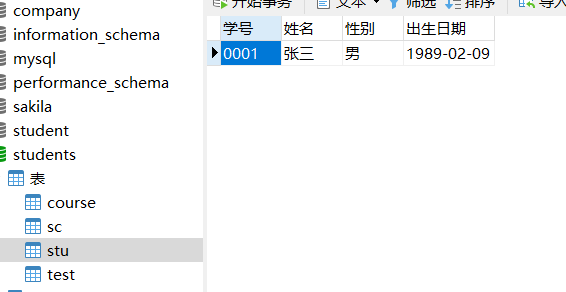 company
information_schema
mysql
performance_schema
sakila
student
students
表
course
sc
stu
test
开始事务 文本 筛选 排序 导入
学号 姓名 性别 出生日期
0001 张三 男 1989-02-09